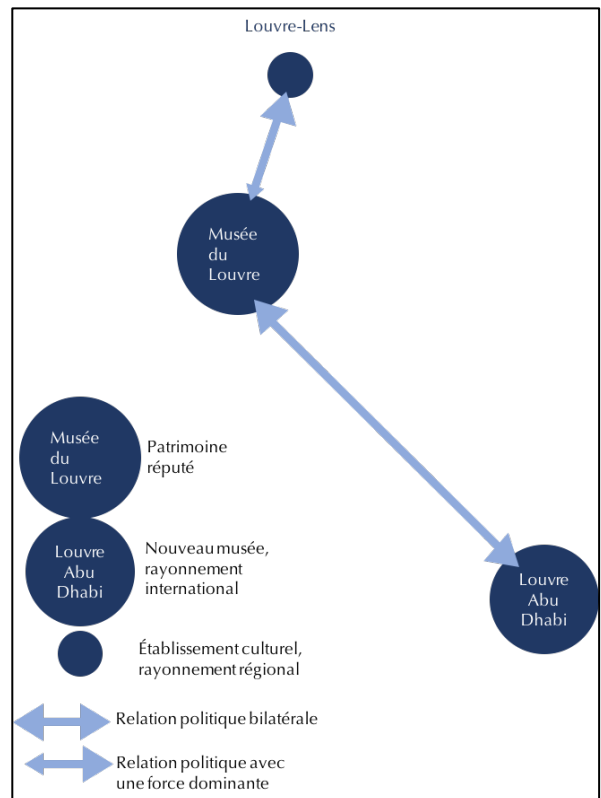 Louvre-Lens
Musée
du
Louvre
Louvre
Abu
Dhabi
Musée
du
Louvre
Patrimoine
réputé
Louvre
Abu
Dhabi
Nouveau musée,
rayonnement
international
Établissement culturel,
rayonnement régional
Relation politique bilatérale
Relation politique avec
une force dominante